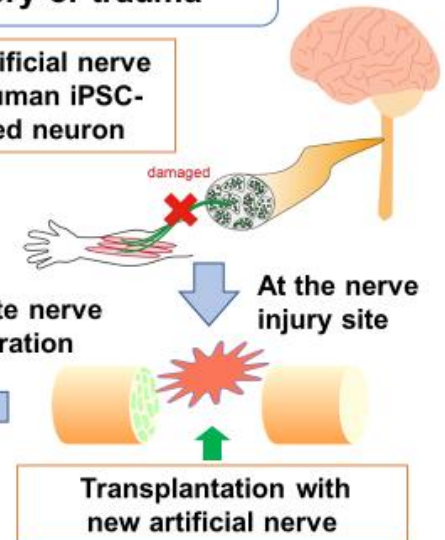 ificial nerve
uman iPSC-
ed neuron
damaged
At the nerve
injury site
te nerve
ration
Transplantation with
new artificial nerve